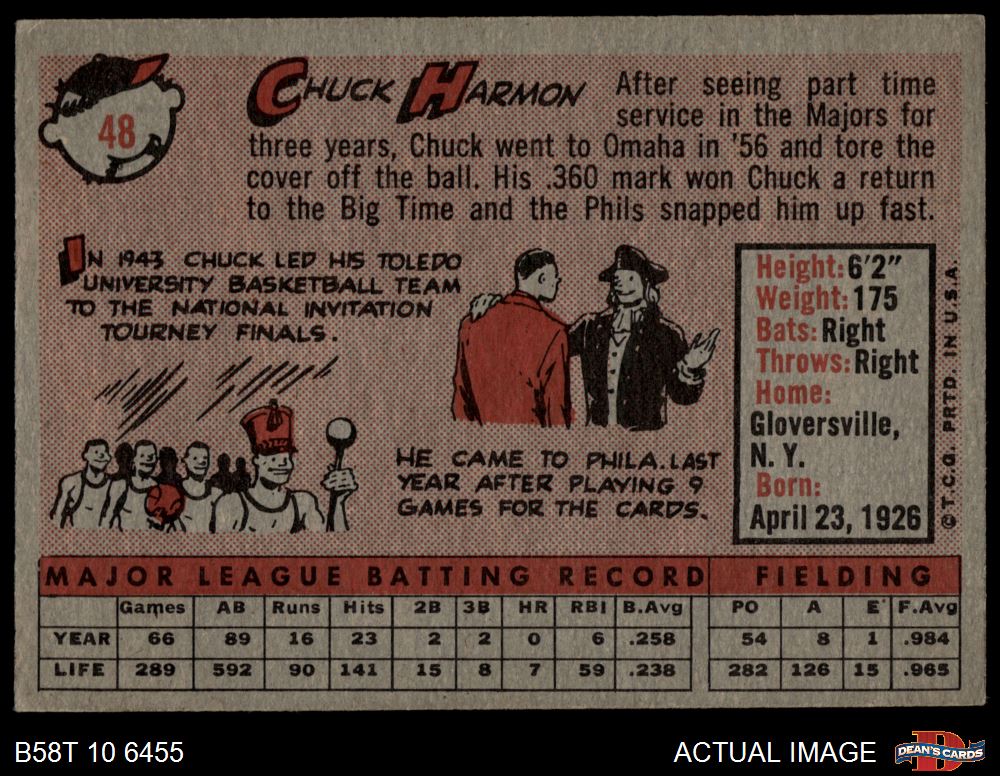 48
CHUCK HARMON
After seeing part time
service in the Majors for
three years, Chuck went to Omaha in '56 and tore the
cover off the ball. His .360 mark won Chuck a return
to the Big Time and the Phils snapped him up fast.
IN 1943 CHUCK LED HIS TOLEDO
UNIVERSITY BASKETBALL TEAM
TO THE NATIONAL INVITATION
TOURNEY FINALS.
HE CAME TO PHILA. LAST
YEAR AFTER PLAYING 9
GAMES FOR THE CARDS.
Height: 6'2"
Weight: 175
Bats: Right
Throws: Right
Home:
Gloversville,
N. Y.
Born:
April 23, 1926
© T.C.G. PRTD. IN U.S.A.
MAJOR LEAGUE BATTING RECORD FIELDING
Games AB Runs Hits 2B 3B HR RBI B.Avg PO A E F.Avg
YEAR 66 89 16 23 2 2 0 6 .258 54 8 1 .984
LIFE 289 592 90 141 15 8 7 59 .238 282 126 15 .965
B58T 10 6455
ACTUAL IMAGE
DEAN'S CARDS